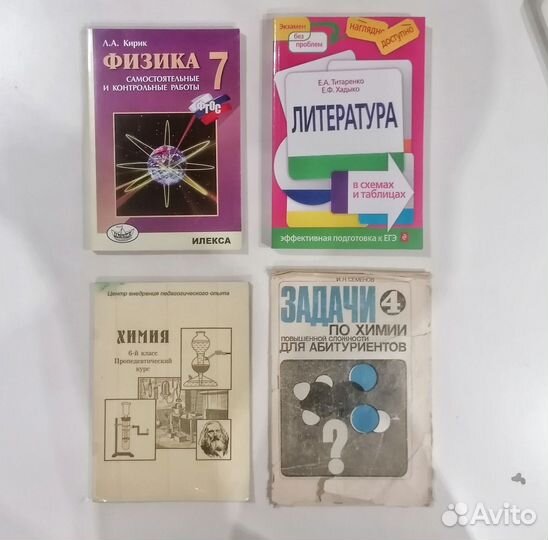 Л.А. Кирик
ФИЗИКА
7
САМОСТОЯТЕЛЬНЫЕ
И КОНТРОЛЬНЫЕ РАБОТЫ
ФГОС
ИЛЕКСА
Экзамен
без
проблем
наглядно
доступно
Е.А. Титаренко
Е.Ф. Хадыко
ЛИТЕРАТУРА
в схемах
и таблицах
эффективная подготовка к ЕГЭ
Центр внедрения педагогического опыта
ХИМИЯ
6-й класс
Пропедевтический
курс
И.Н. СЕМЕНОВ
ЗАДАЧИ 4
ПО ХИМИИ
ПОВЫШЕННОЙ СЛОЖНОСТИ
ДЛЯ АБИТУРИЕНТОВ
?
Avito